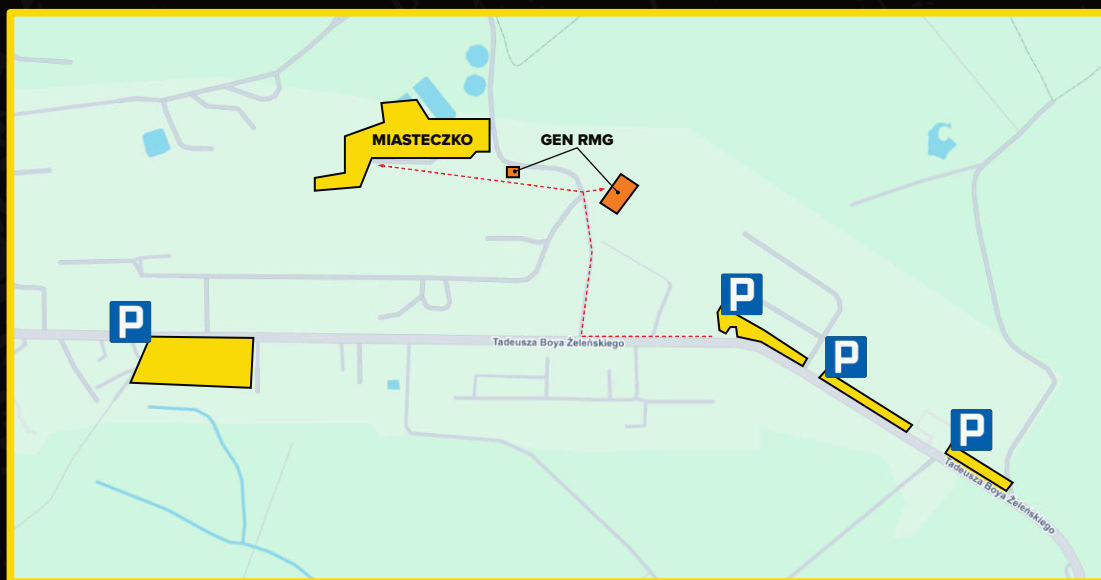 MIASTECZKO
GEN RMG
P
P
Tadeusza Boya Żeleńskiego
P
P
Tadeusza Boya Żeleńskiego